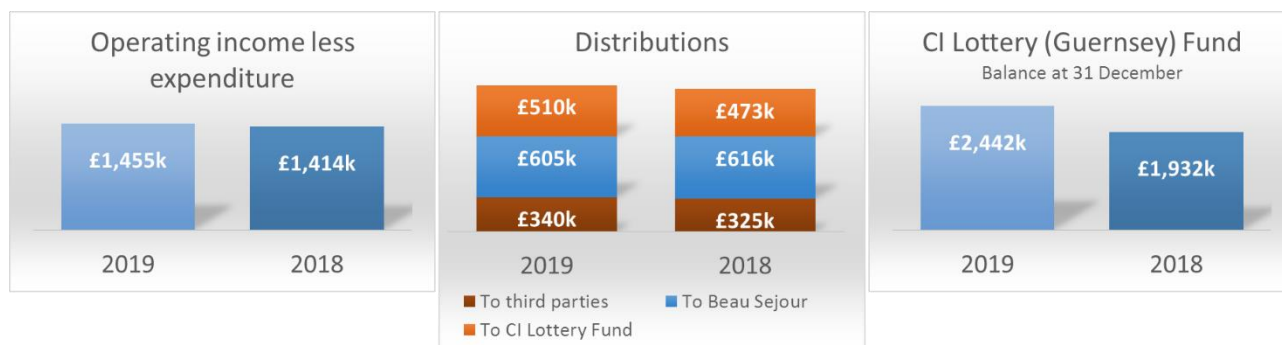 Operating income less
expenditure
£1,455k
£1,414k
2019
2018
Distributions
£510k
£473k
£605k
£616k
£340k
£325k
2019
2018
To third parties
To Beau Sejour
To CI Lottery Fund
CI Lottery (Guernsey) Fund
Balance at 31 December
£2,442k
£1,932k
2019
2018